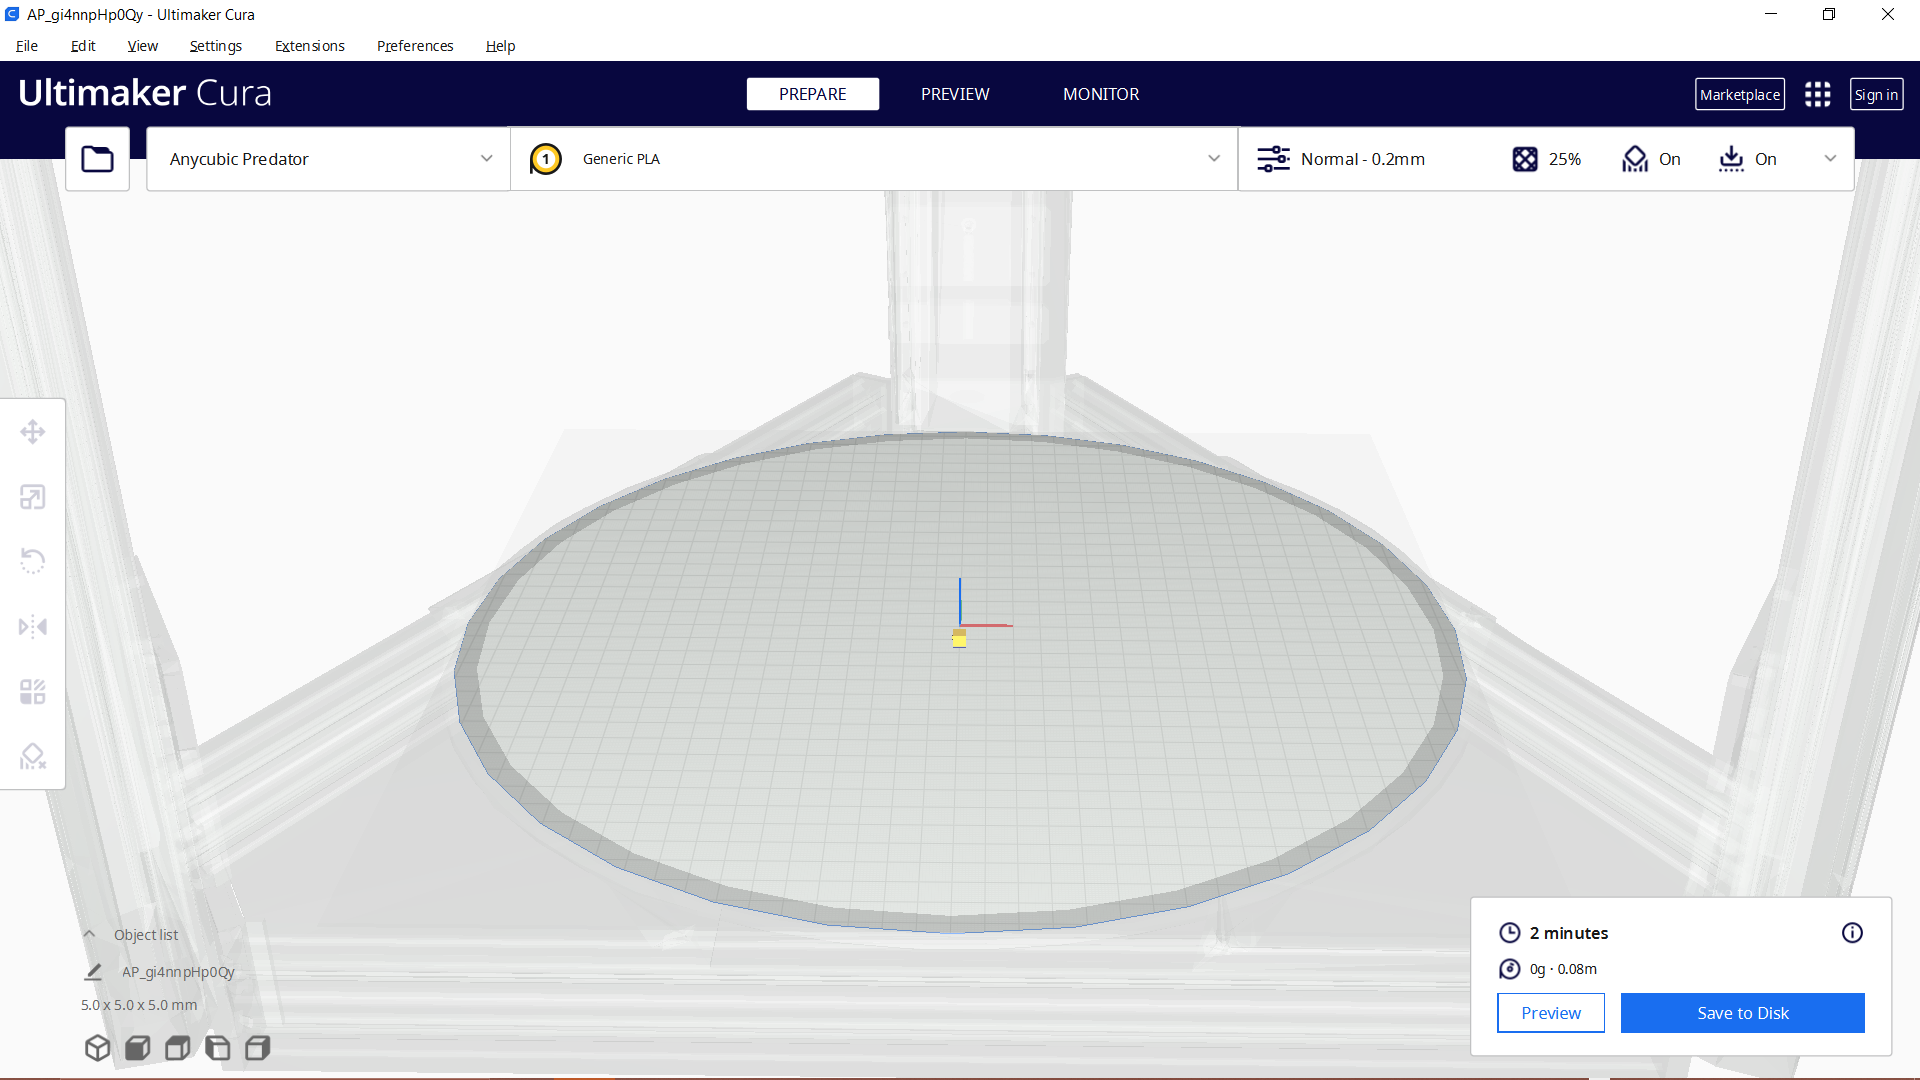 AP_gi4nnpHp0Qy - Ultimaker Cura
File Edit View Settings Extensions Preferences Help
Ultimaker Cura
PREPARE PREVIEW MONITOR
Marketplace
Sign in
Anycubic Predator
1 Generic PLA
Normal - 0.2mm
25%
On
On
Object list
AP_gi4nnpHp0Qy
5.0 x 5.0 x 5.0 mm
2 minutes
0g · 0.08m
Preview
Save to Disk